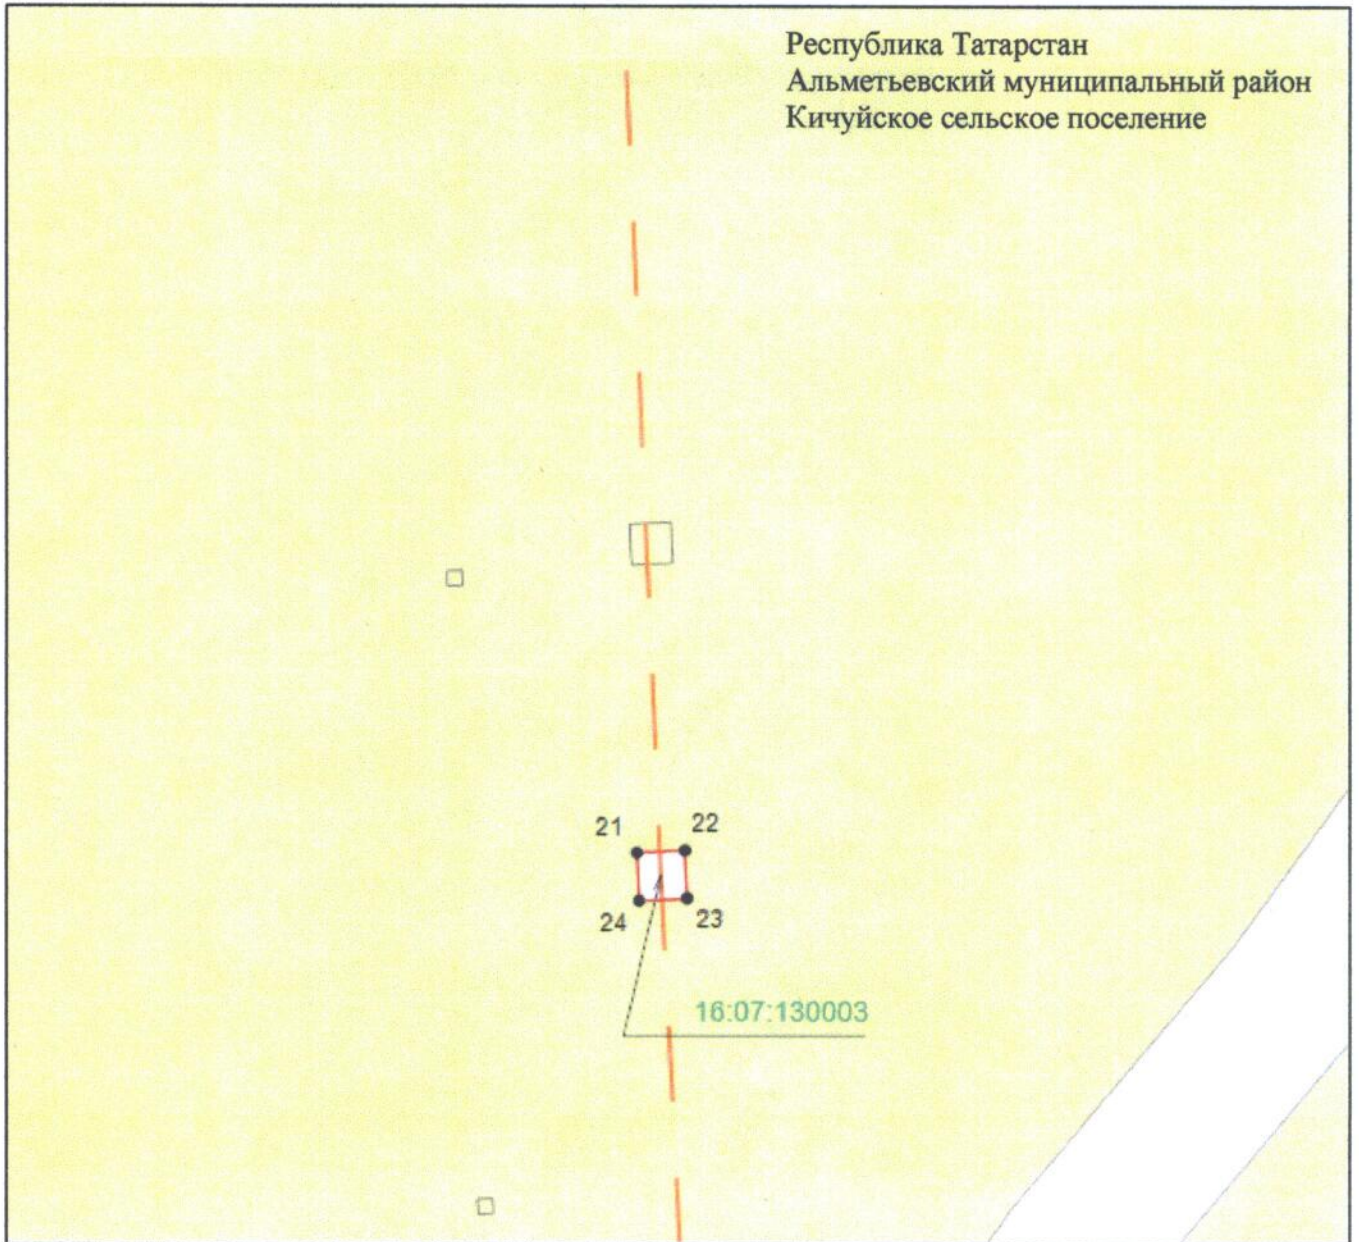 Республика Татарстан
Альметьевский муниципальный район
Кичуйское сельское поселение
21
22
24
23
16:07:130003